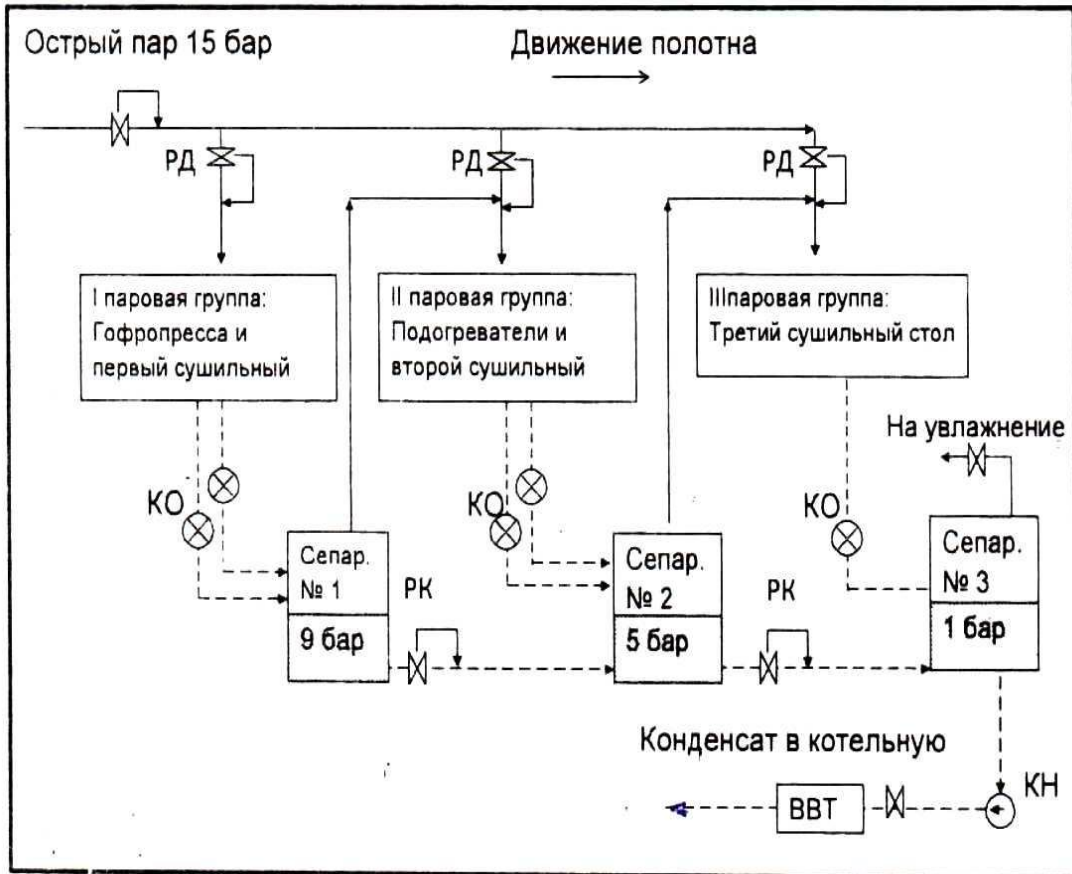 Острый пар 15 бар
Движение полотна
РД
РД
РД
I паровая группа:
Гофропресса и
первый сушильный
II паровая группа:
Подогреватели и
второй сушильный
IIIпаровая группа:
Третий сушильный стол
На увлажнение
КО
КО
КО
Сепар.
№ 1
9 бар
РК
Сепар.
№ 2
5 бар
РК
Сепар.
№ 3
1 бар
Конденсат в котельную
КН
ВВТ